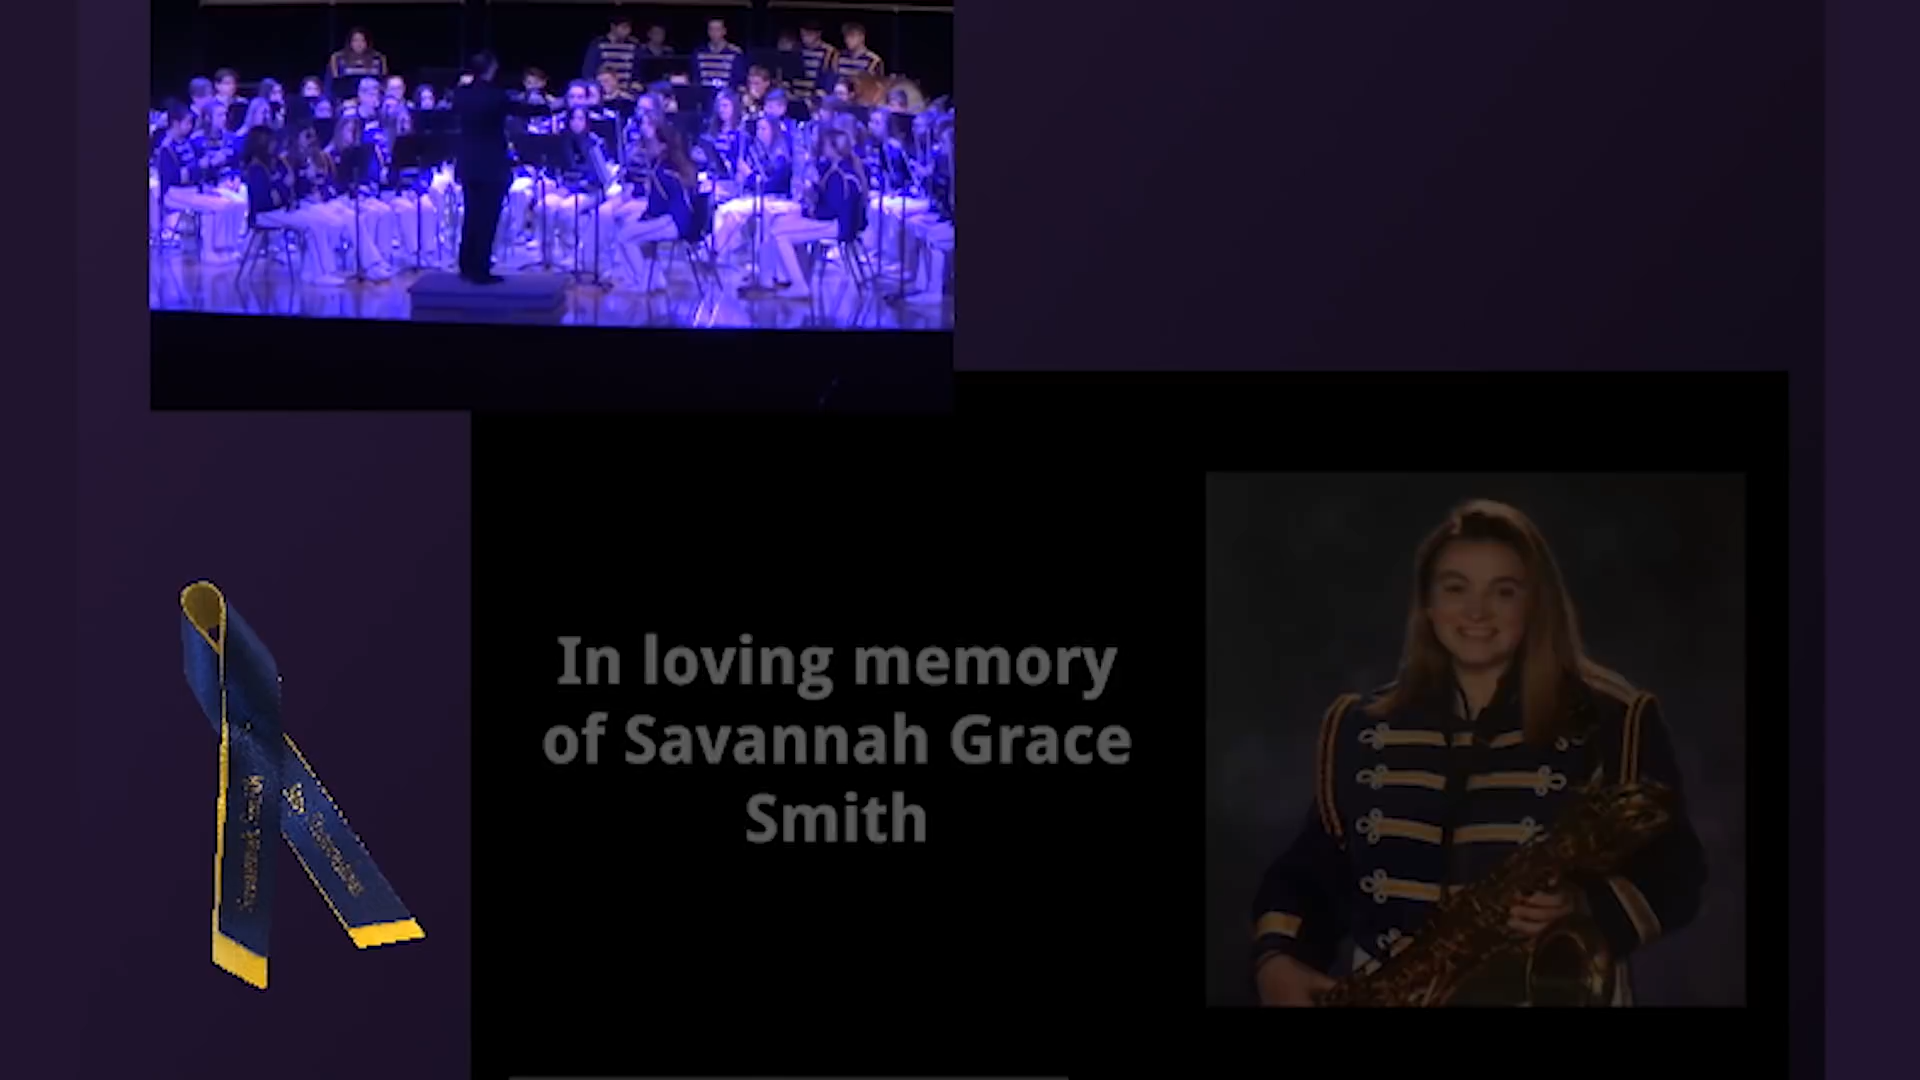 In loving memory
of Savannah Grace
Smith